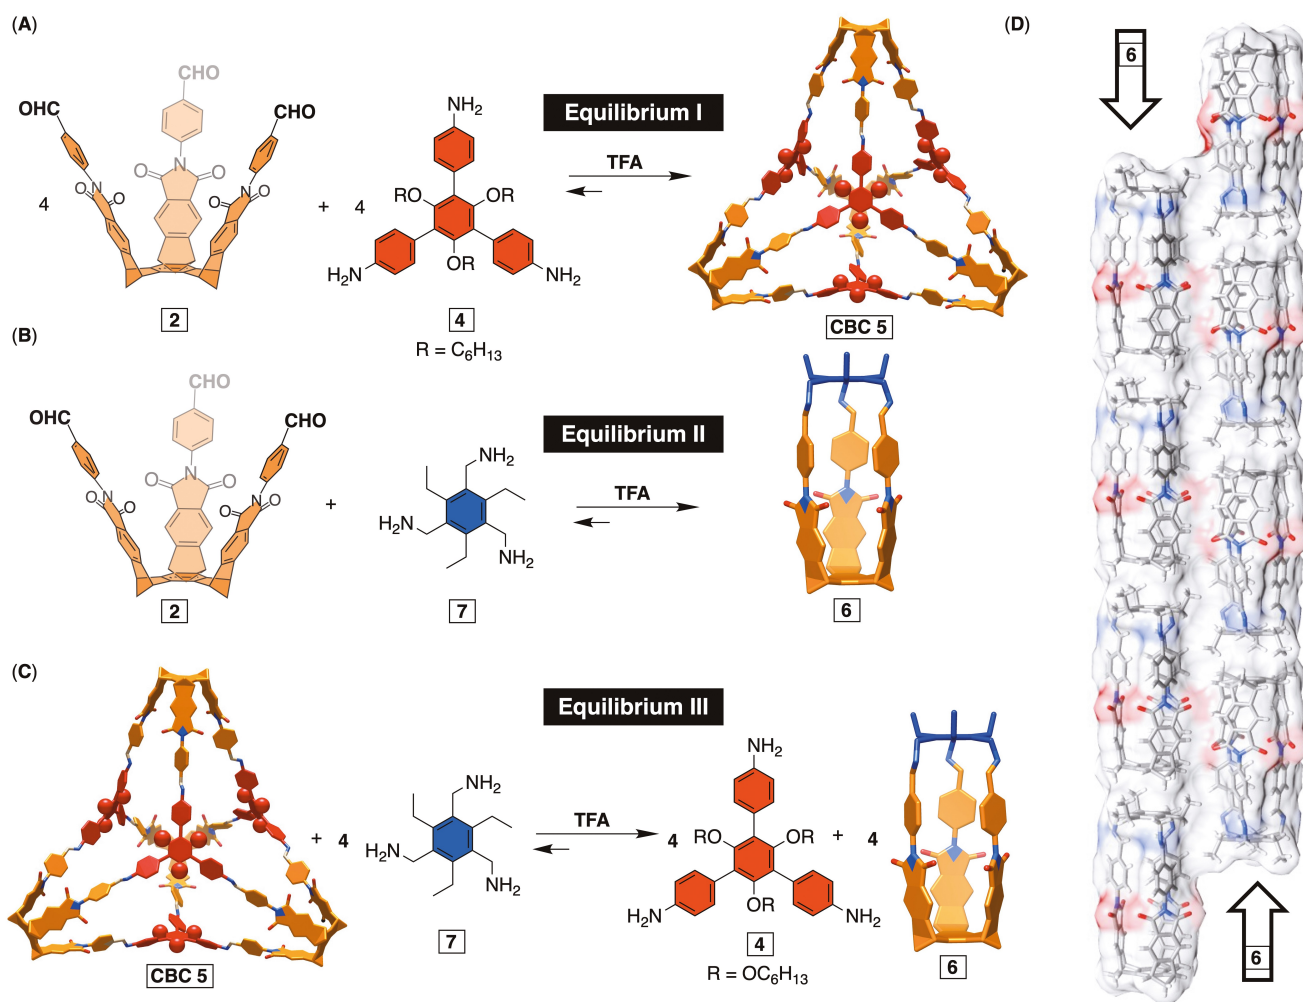 (A)
CHO
OHC
CHO
N
O
O
N
O
O
N
O
O
4
2
+
4
NH₂
RO
OR
OR
H₂N
NH₂
4
R = C₆H₁₃
Equilibrium I
TFA
CBC 5
(D)
6
(B)
CHO
OHC
CHO
N
O
O
N
O
O
N
O
O
2
+
NH₂
NH₂
NH₂
7
Equilibrium II
TFA
6
(C)
CBC 5
+
4
NH₂
H₂N
NH₂
7
Equilibrium III
TFA
4
NH₂
RO
OR
OR
H₂N
NH₂
4
R = OC₆H₁₃
+
4
6
6